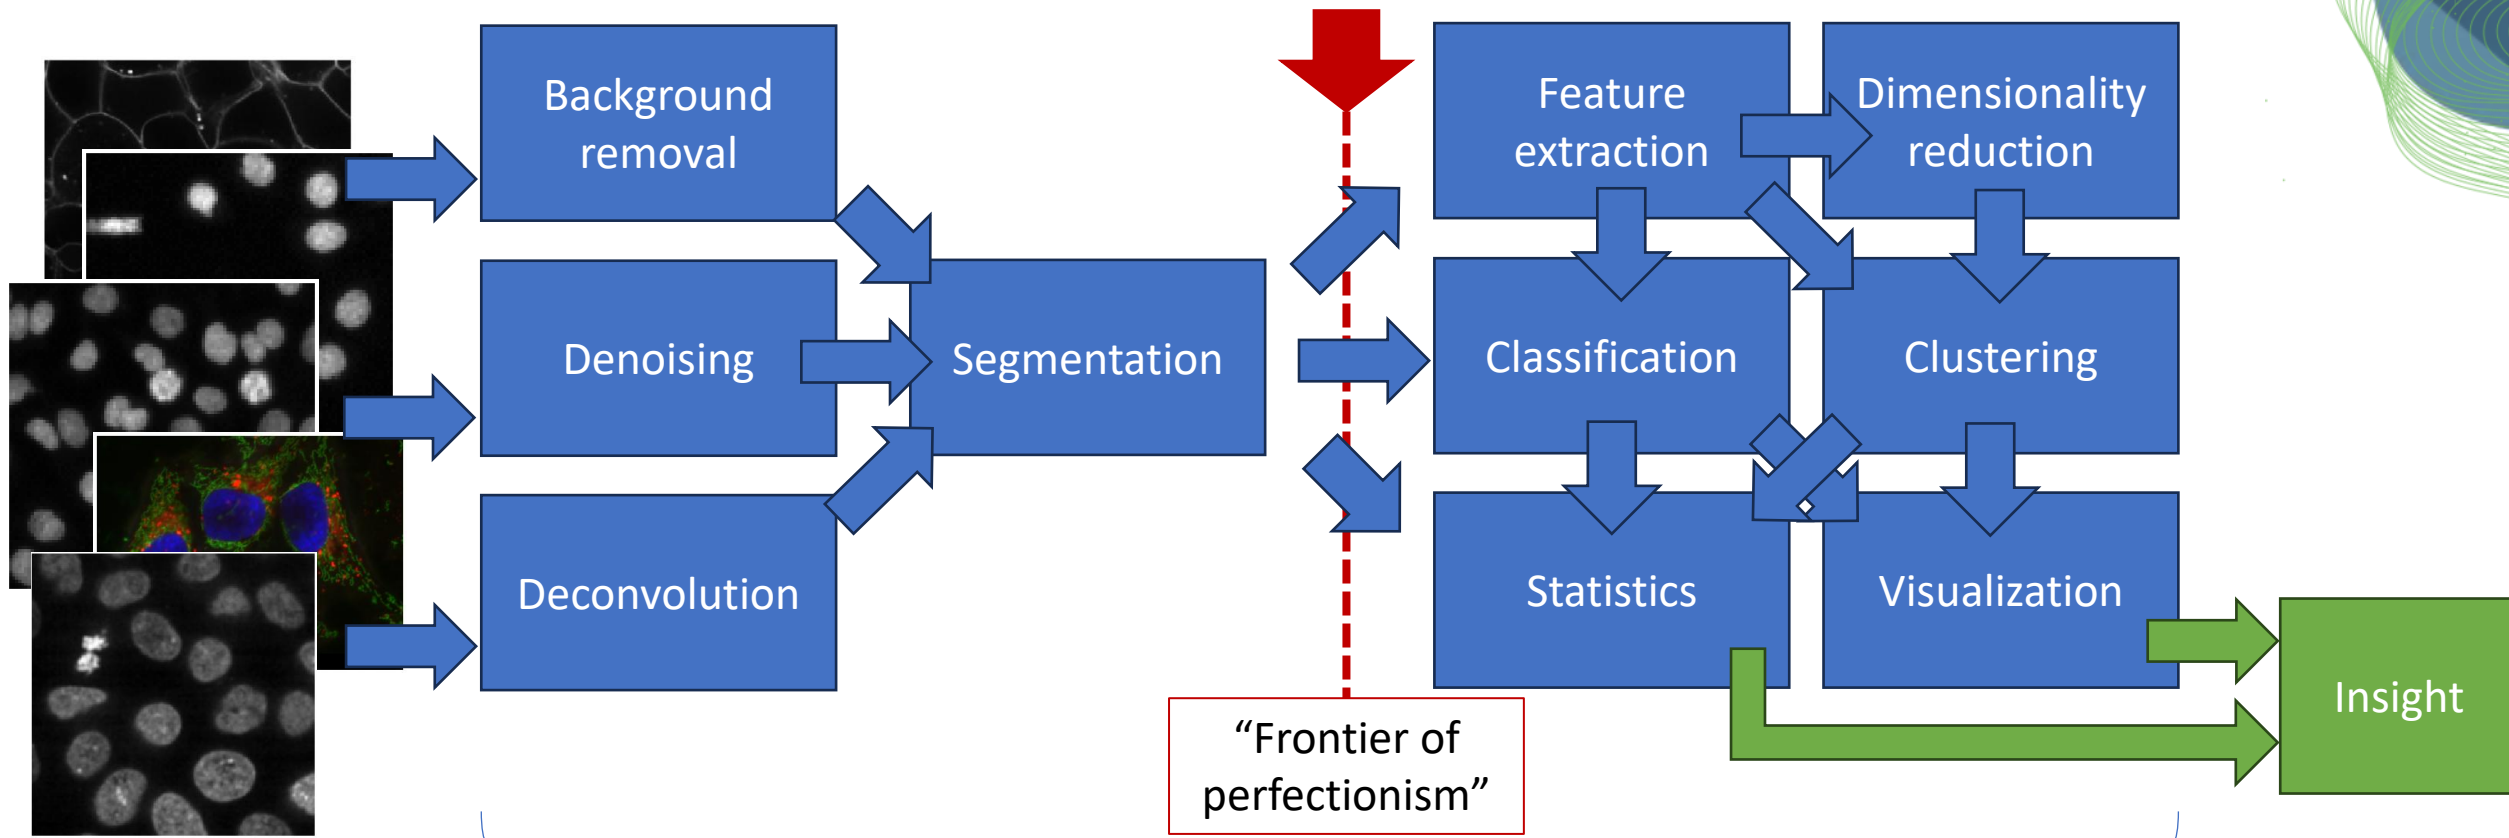 Background
removal
Denoising
Deconvolution
Segmentation
“Frontier of
perfectionism”
Feature
extraction
Dimensionality
reduction
Classification
Clustering
Statistics
Visualization
Insight